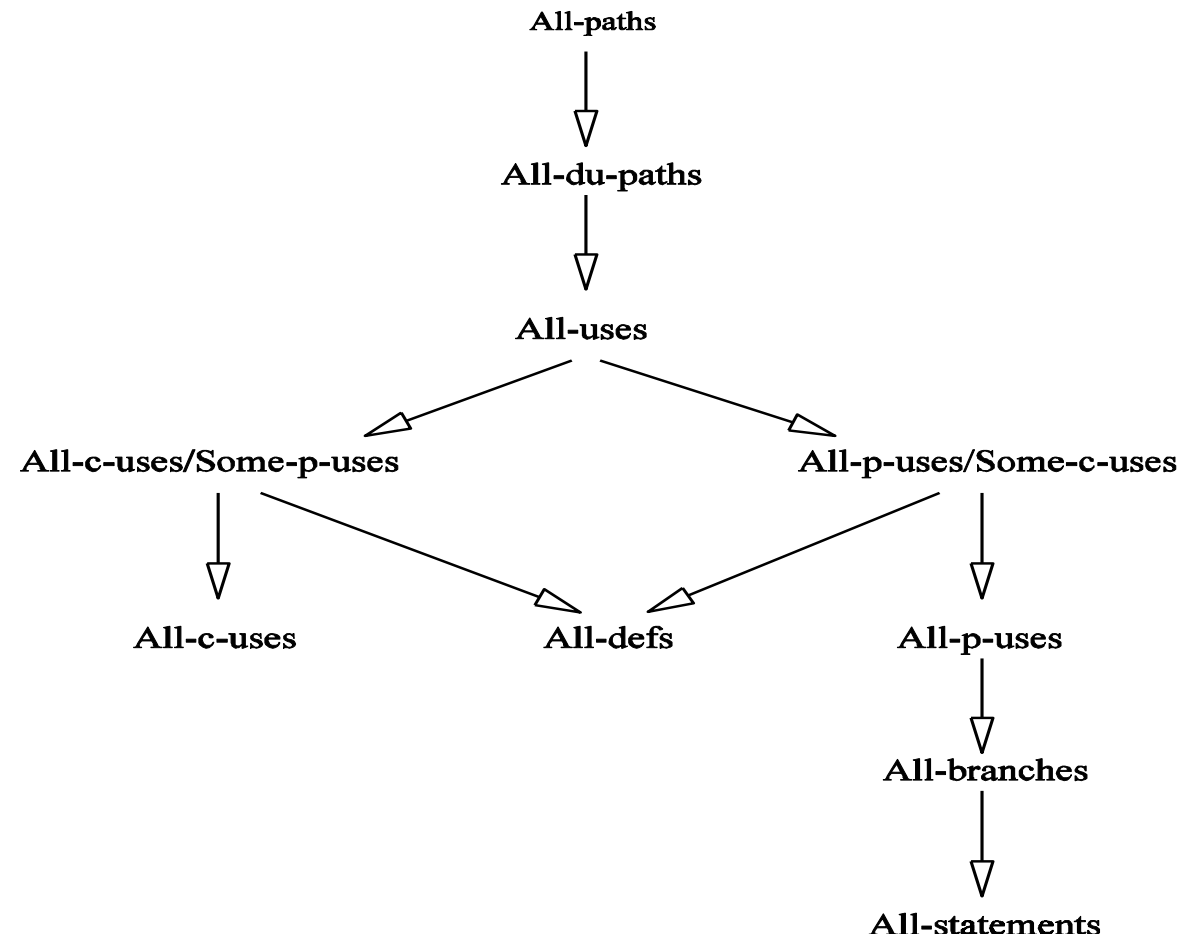 All-paths
All-du-paths
All-uses
All-c-uses/Some-p-uses
All-p-uses/Some-c-uses
All-c-uses
All-defs
All-p-uses
All-branches
All-statements